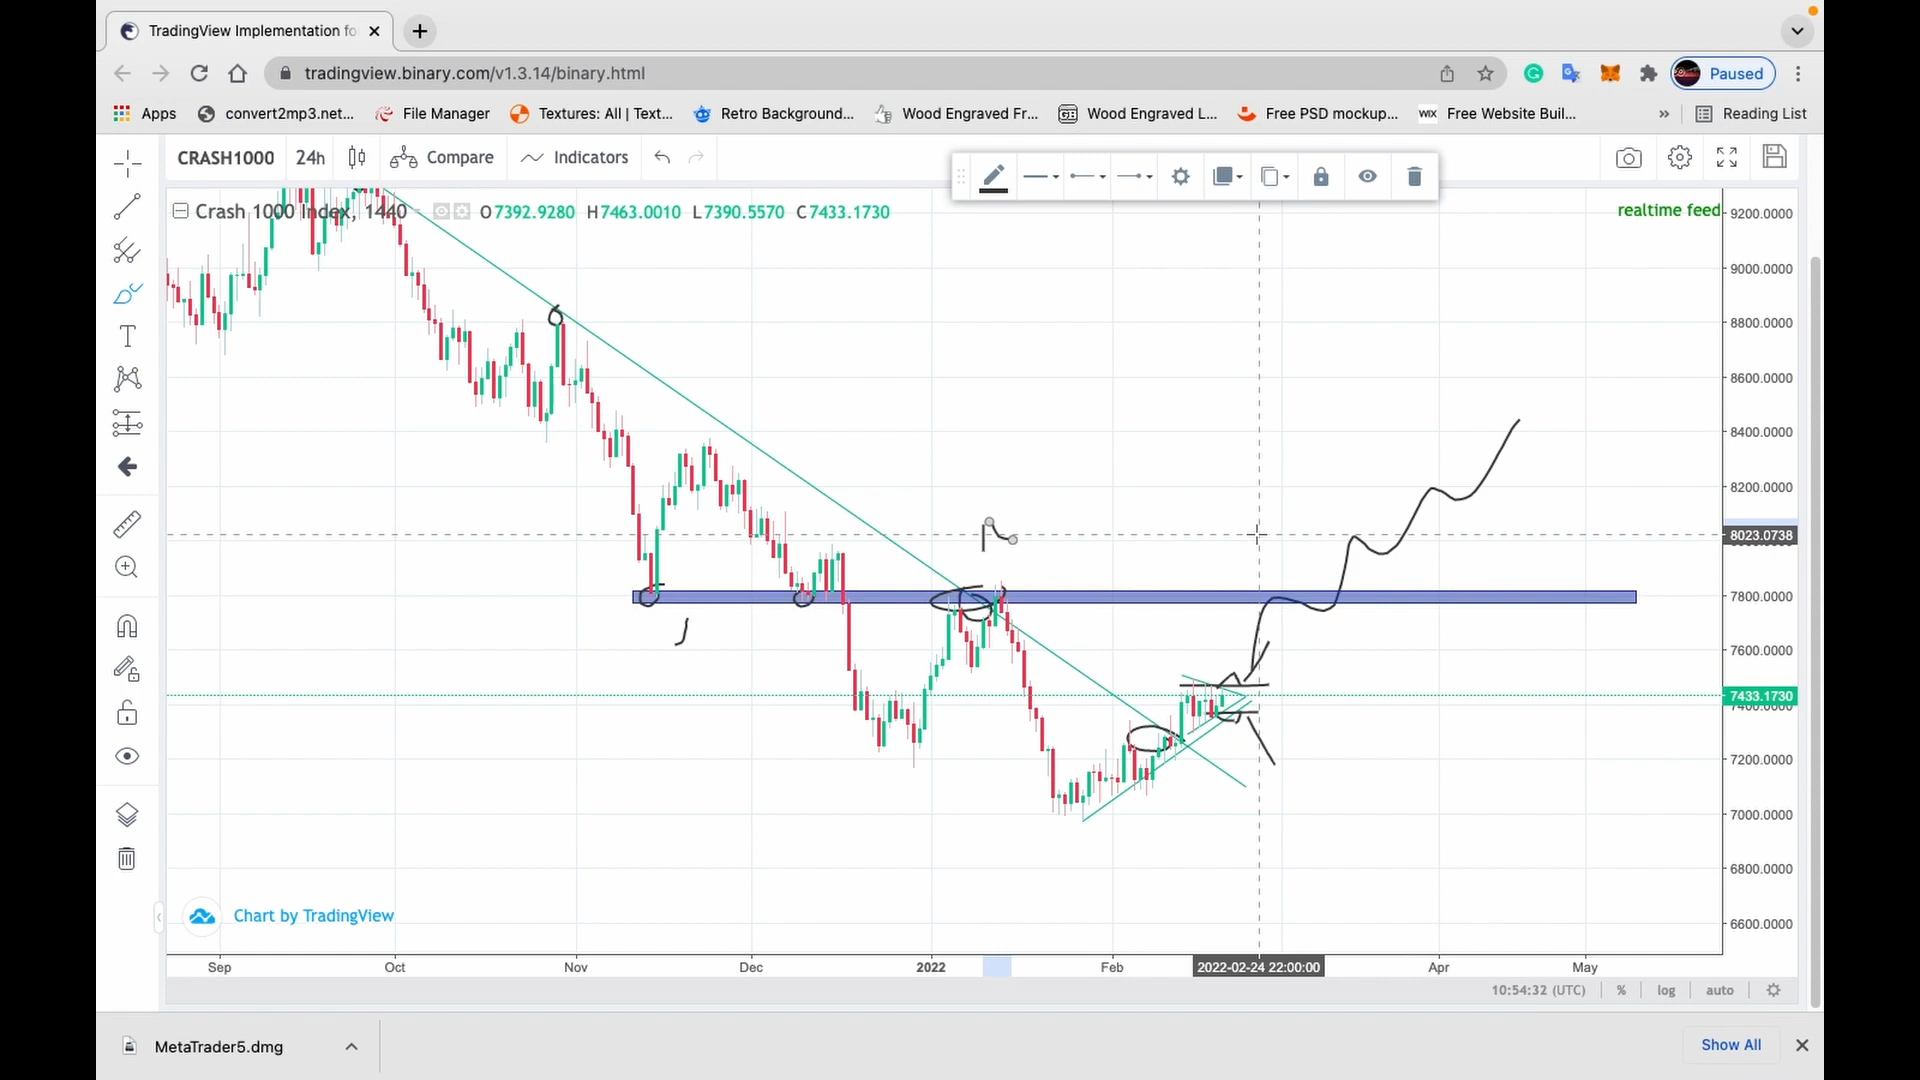 TradingView Implementation fo
tradingview.binary.com/v1.3.14/binary.html
Paused
Apps convert2mp3.net... File Manager Textures: All | Text... Retro Background... Wood Engraved Fr... Wood Engraved L... Free PSD mockup... WIX Free Website Buil... » Reading List
CRASH1000 24h Compare Indicators
Crash 1000 Index, 1440 O7392.9280 H7463.0010 L7390.5570 C7433.1730
realtime feed
9200.0000
9000.0000
8800.0000
8600.0000
8400.0000
8200.0000
8023.0738
7800.0000
7600.0000
7433.1730
7400.0000
7200.0000
7000.0000
6800.0000
6600.0000
Chart by TradingView
Sep Oct Nov Dec 2022 Feb 2022-02-24 22:00:00 Apr May
10:54:32 (UTC) % log auto
MetaTrader5.dmg
Show All